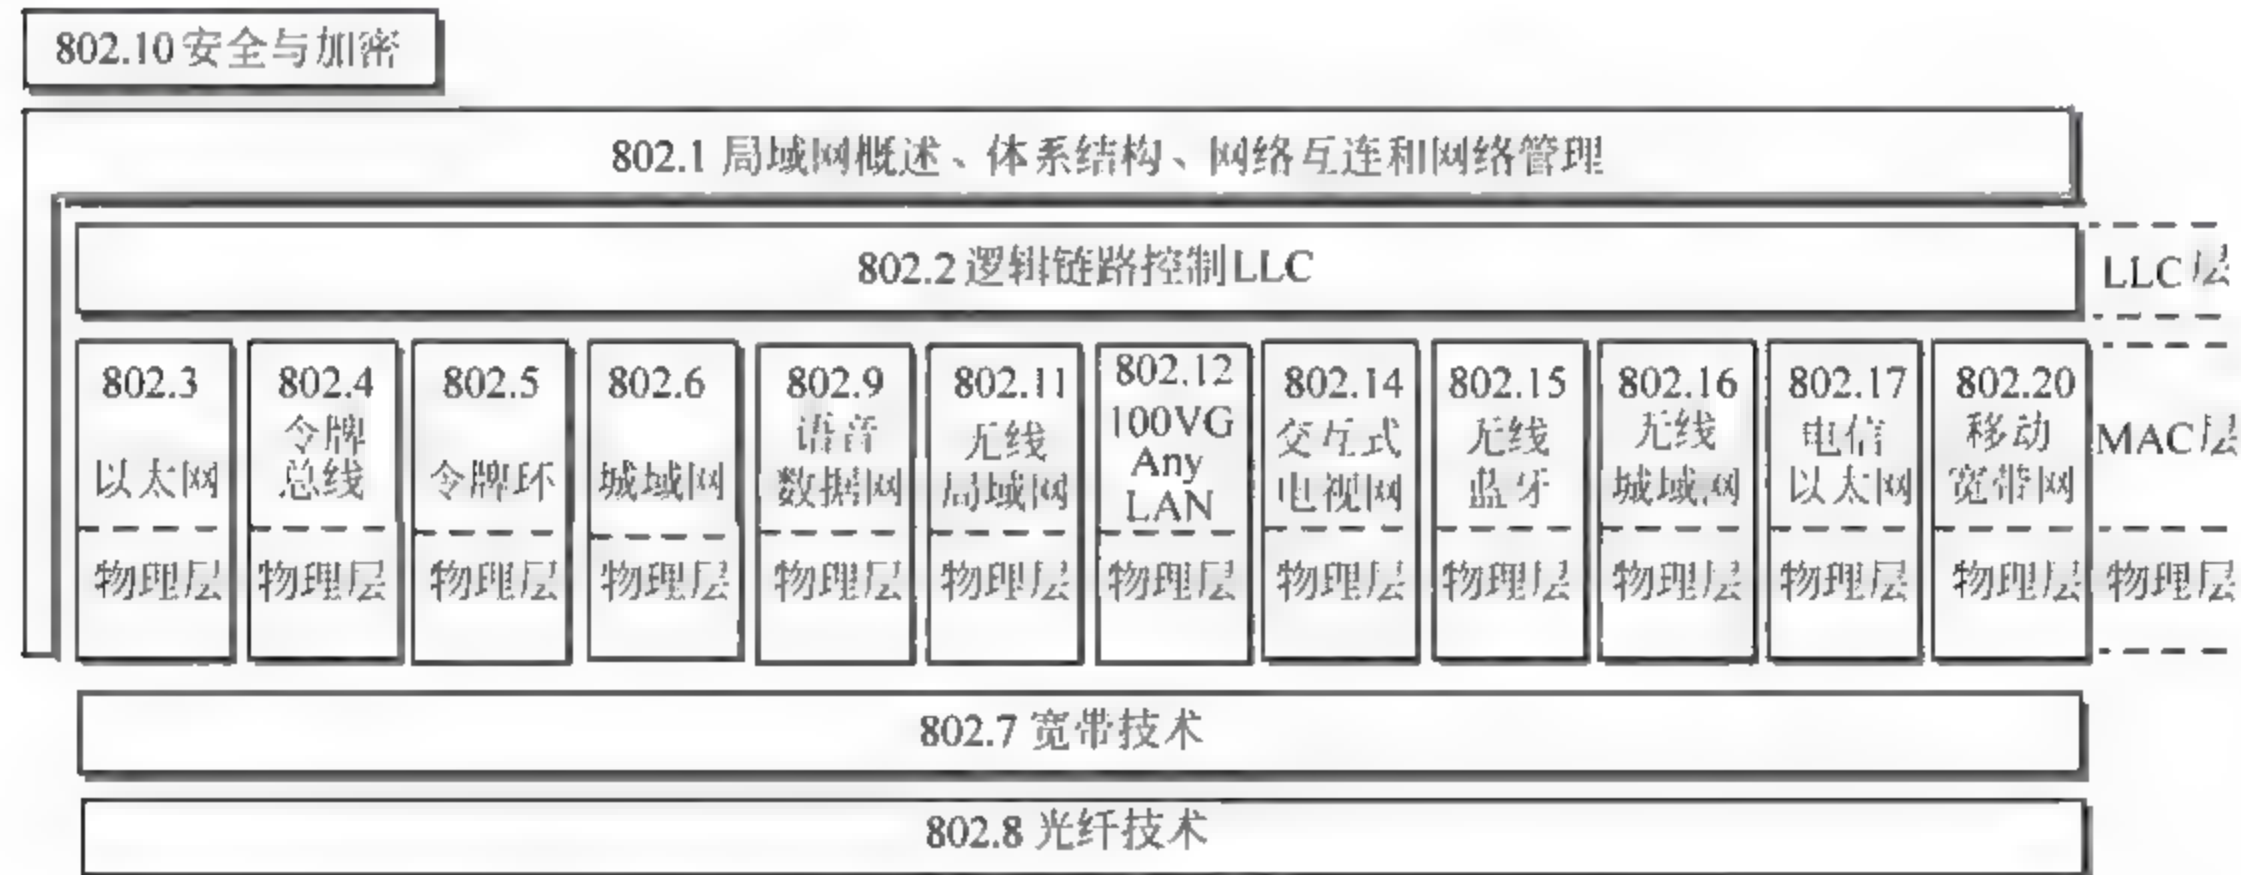 802.10 安全与加密
802.1 局域网概述、体系结构、网络互连和网络管理
802.2 逻辑链路控制LLC
LLC 层
802.3
以太网
物理层
802.4
令牌
总线
物理层
802.5
令牌环
物理层
802.6
城域网
物理层
802.9
语音
数据网
物理层
802.11
无线
局域网
物理层
802.12
100VG
Any
LAN
物理层
802.14
交互式
电视网
物理层
802.15
无线
蓝牙
物理层
802.16
无线
城域网
物理层
802.17
电信
以太网
物理层
802.20
移动
宽带网
物理层
MAC 层
物理层
802.7 宽带技术
802.8 光纤技术